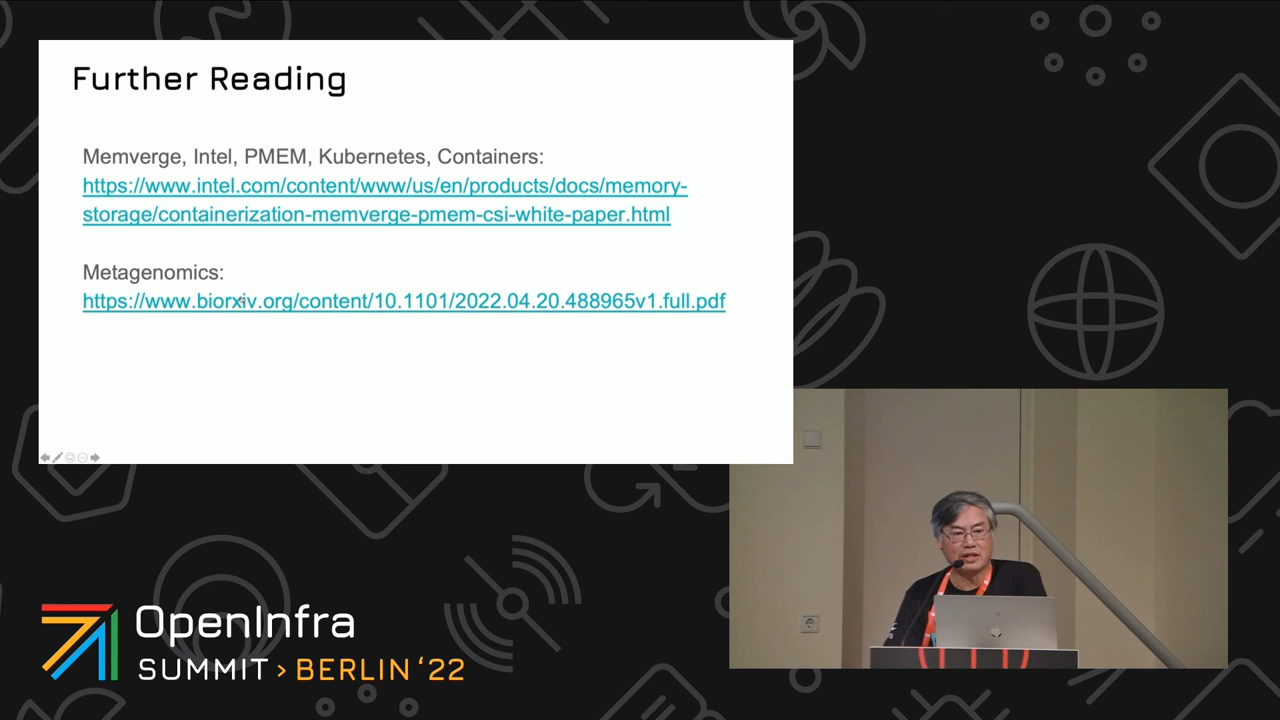 Further Reading
Memverge, Intel, PMEM, Kubernetes, Containers:
https://www.intel.com/content/www/us/en/products/docs/memory-
storage/containerization-memverge-pmem-csi-white-paper.html
Metagenomics:
https://www.biorxiv.org/content/10.1101/2022.04.20.488965v1.full.pdf
OpenInfra
SUMMIT > BERLIN ‘22